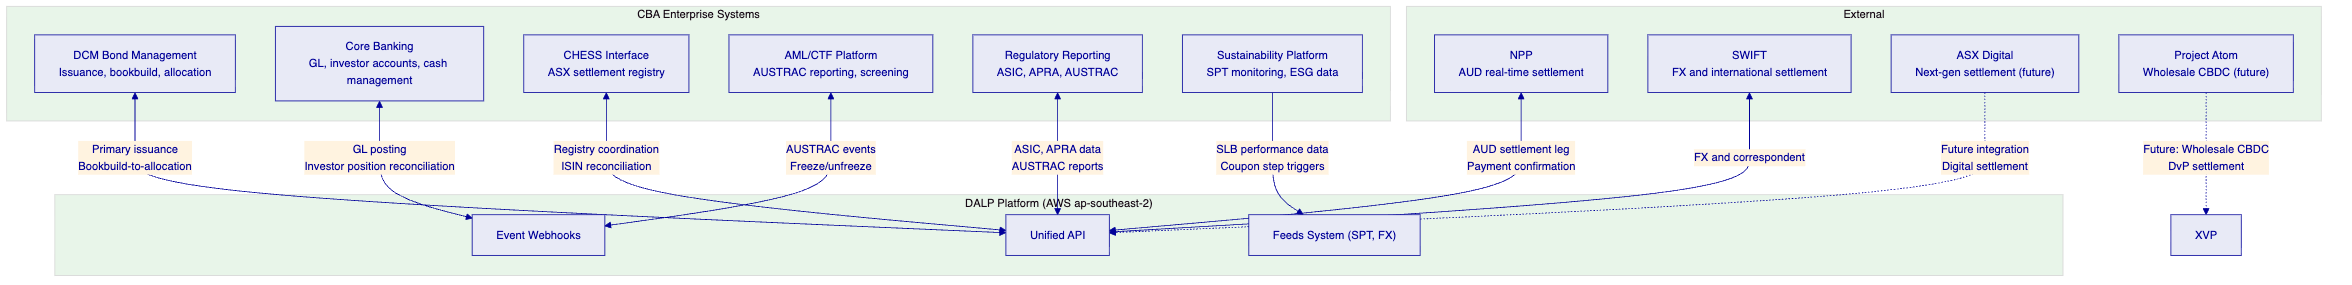 CBA Enterprise Systems
External
DCM Bond Management
Issuance, bookbuild, allocation
Core Banking
GL, investor accounts, cash
management
CHESS Interface
ASX settlement registry
AML/CTF Platform
AUSTRAC reporting, screening
Regulatory Reporting
ASIC, APRA, AUSTRAC
Sustainability Platform
SPT monitoring, ESG data
NPP
AUD real-time settlement
SWIFT
FX and international settlement
ASX Digital
Next-gen settlement (future)
Project Atom
Wholesale CBDC (future)
Primary issuance
Bookbuild-to-allocation
GL posting
Investor position reconciliation
Registry coordination
ISIN reconciliation
AUSTRAC events
Freeze/unfreeze
ASIC, APRA data
AUSTRAC reports
SLB performance data
Coupon step triggers
AUD settlement leg
Payment confirmation
FX and correspondent
Future integration
Digital settlement
Future: Wholesale CBDC
DvP settlement
DALP Platform (AWS ap-southeast-2)
Event Webhooks
Unified API
Feeds System (SPT, FX)
XVP